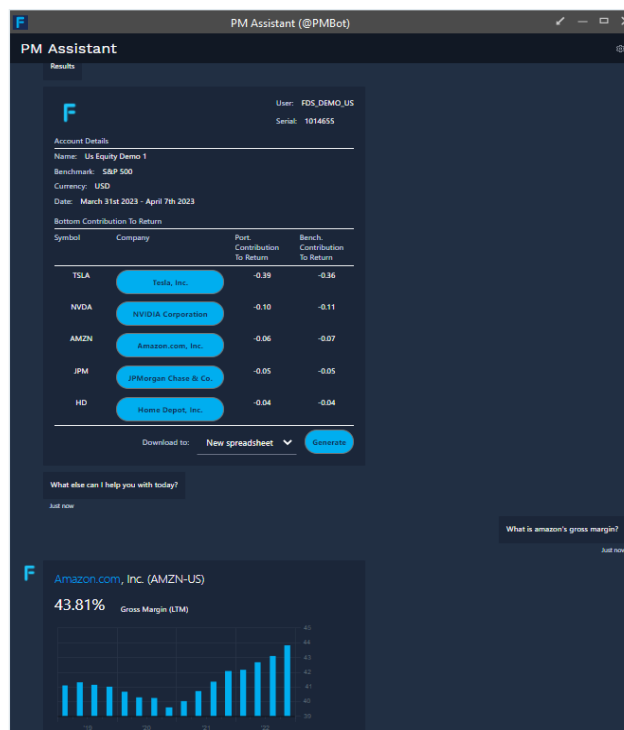 F
PM Assistant (@PMBot)
PM Assistant
Results
F
User: FDS_DEMO_US
Serial: 1014655
Account Details
Name: Us Equity Demo 1
Benchmark: S&P 500
Currency: USD
Date: March 31st 2023 - April 7th 2023
Bottom Contribution To Return
Symbol Company Port. Contribution To Return Bench. Contribution To Return
TSLA Tesla, Inc. -0.39 -0.36
NVDA NVIDIA Corporation -0.10 -0.11
AMZN Amazon.com, Inc. -0.06 -0.07
JPM JPMorgan Chase & Co. -0.05 -0.05
HD Home Depot, Inc. -0.04 -0.04
Download to: New spreadsheet Generate
What else can I help you with today?
Just now
What is amazon's gross margin?
Just now
F
Amazon.com, Inc. (AMZN-US)
43.81% Gross Margin (LTM)
45
44
43
42
41
40
39
'19 '20 '21 '22